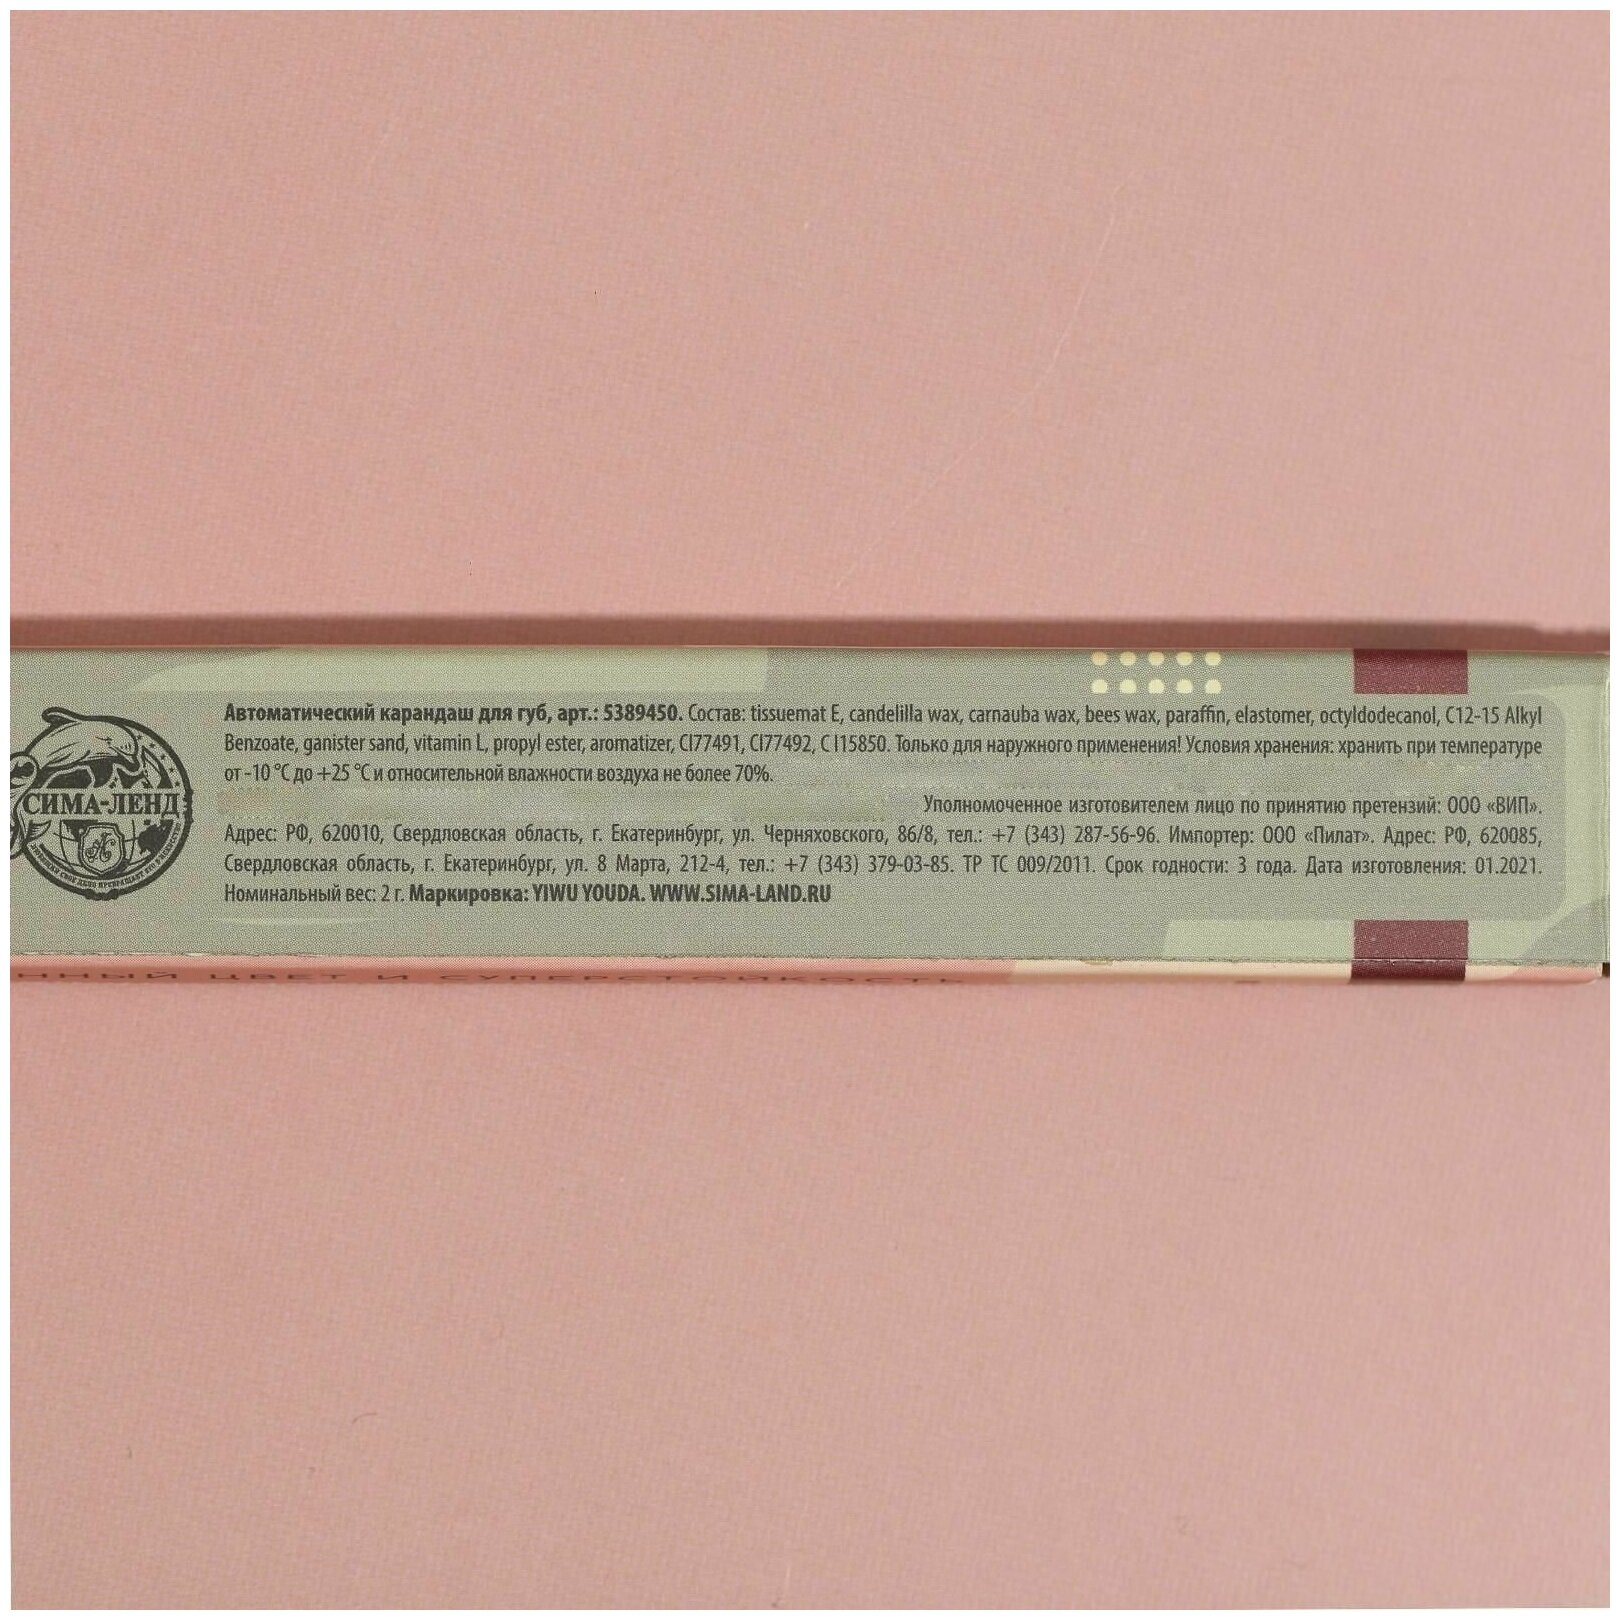 СИМА-ЛЕНД
Автоматический карандаш для губ, арт.: 5389450. Состав: tissuemat E, candelilla wax, carnauba wax, bees wax, paraffin, elastomer, octyldodecanol, C12-15 Alkyl
Benzoate, ganister sand, vitamin L, propyl ester, aromatizer, CI77491, CI77492, C I15850. Только для наружного применения! Условия хранения: хранить при температуре
от -10 °С до +25 °С и относительной влажности воздуха не более 70%.
Уполномоченное изготовителем лицо по принятию претензий: ООО «ВИП».
Адрес: РФ, 620010, Свердловская область, г. Екатеринбург, ул. Черняховского, 86/8, тел.: +7 (343) 287-56-96. Импортер: ООО «Пилат». Адрес: РФ, 620085,
Свердловская область, г. Екатеринбург, ул. 8 Марта, 212-4, тел.: +7 (343) 379-03-85. ТР ТС 009/2011. Срок годности: 3 года. Дата изготовления: 01.2021.
Номинальный вес: 2 г. Маркировка: YIWU YOUDA. WWW.SIMA-LAND.RU
ННЫЙ ЦВЕТ И СУПЕРСТОЙКОСТЬ